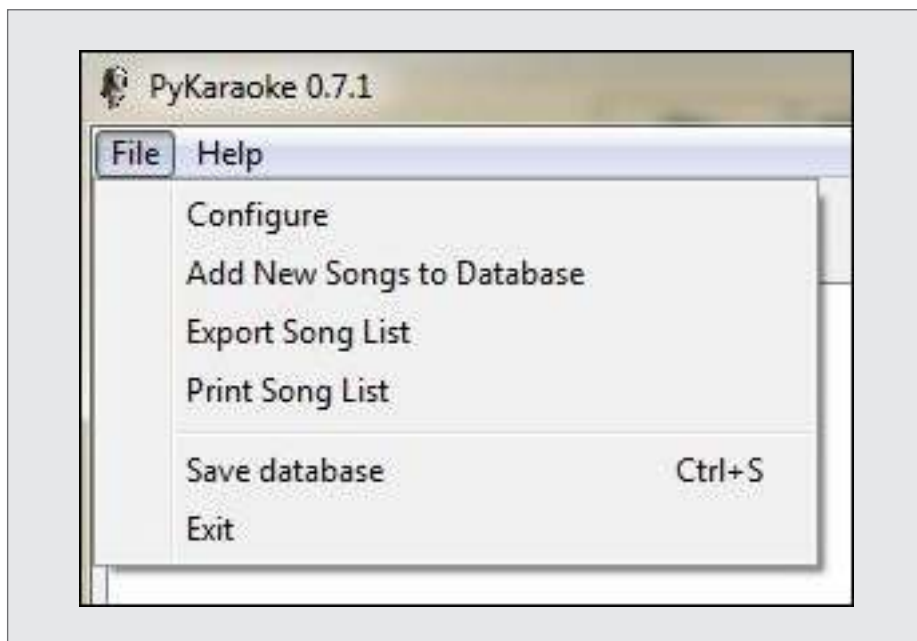 PyKaraoke 0.7.1
File Help
Configure
Add New Songs to Database
Export Song List
Print Song List
Save database Ctrl+S
Exit